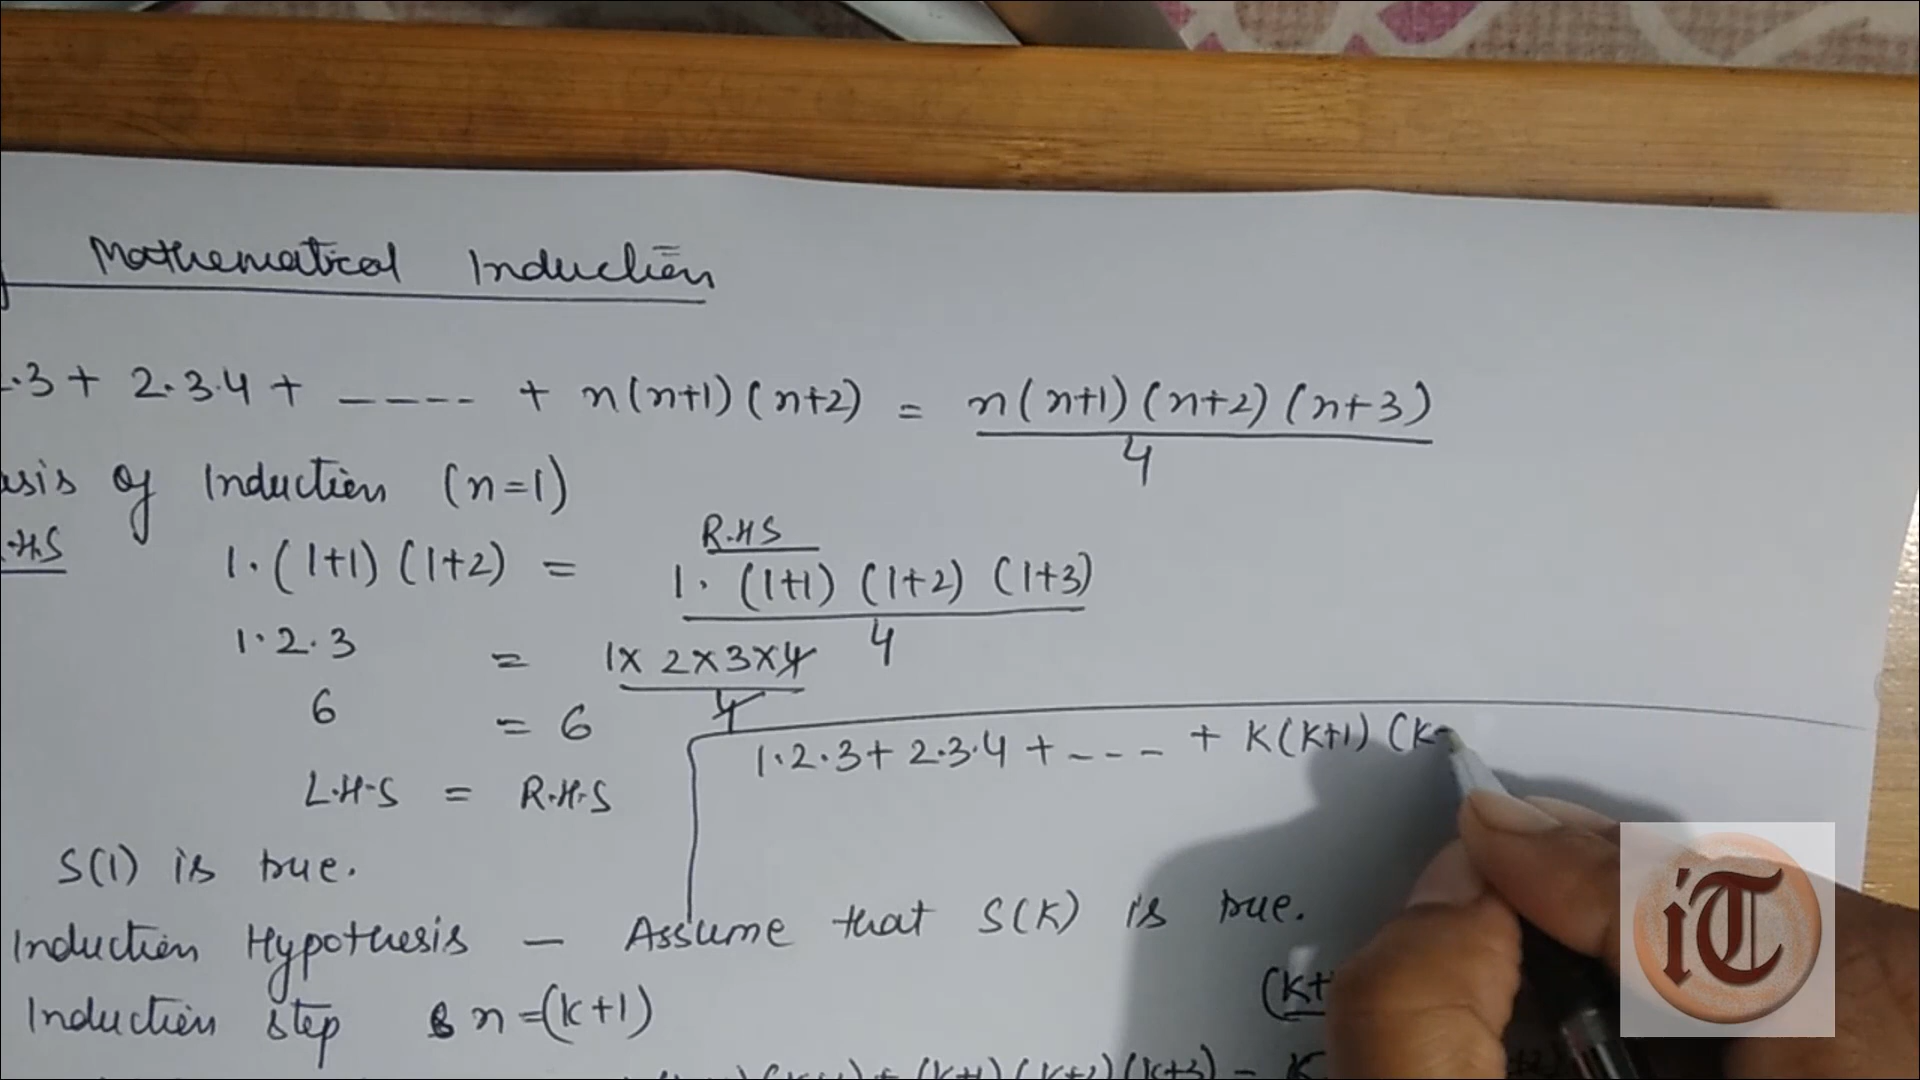 Mathematical Induction
.3 + 2.3.4 + ---- + n(n+1)(n+2) = n(n+1)(n+2)(n+3)
4
asis of Induction (n=1)
.H.S
R.H.S
1.(1+1)(1+2) = 1.(1+1)(1+2)(1+3)
4
1.2.3 = 1x2x3x4
4
6 = 6
1.2.3 + 2.3.4 + ---- + K(K+1)(K
L.H.S = R.H.S
S(1) is true.
Induction Hypothesis — Assume that S(K) is true.
(k+
Induction step n=(k+1)
+ (k+1)(k+2)(k+3) = K
iT